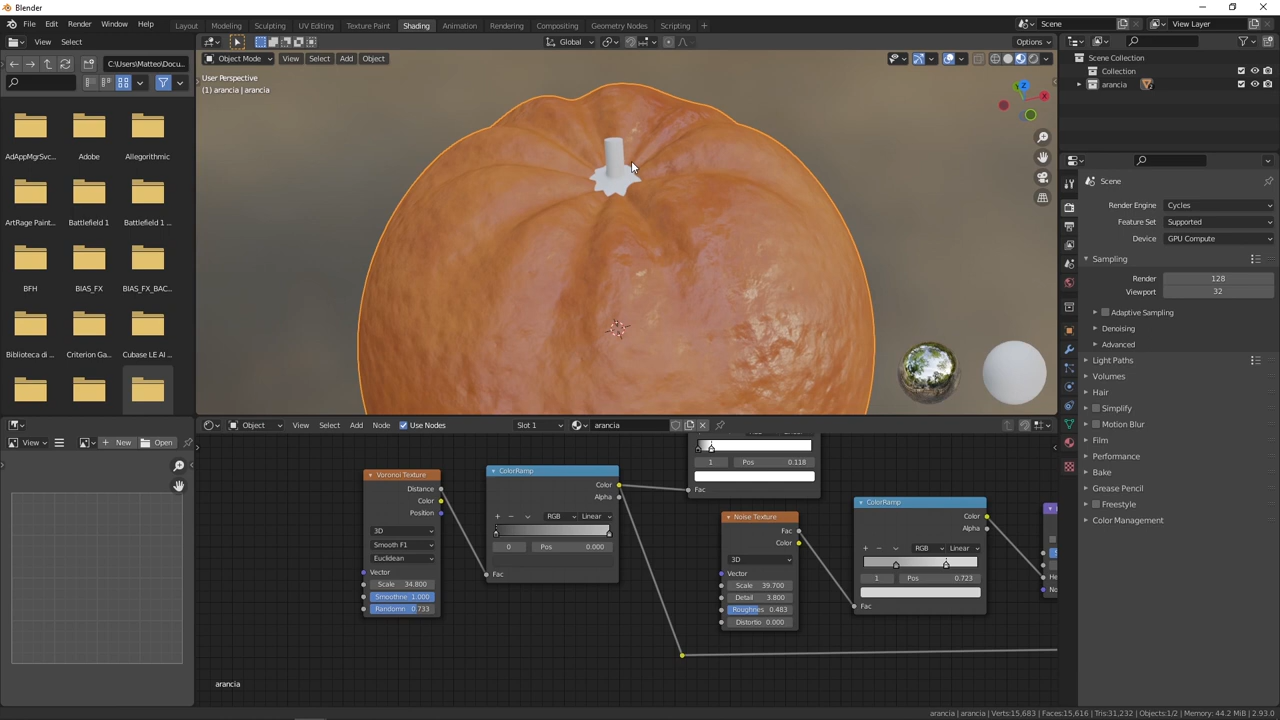 Blender
File Edit Render Window Help Layout Modeling Sculpting UV Editing Texture Paint Shading Animation Rendering Compositing Geometry Nodes Scripting + Scene View Layer
View Select Global Options
C:\Users\Matteo\Docu...
Object Mode View Select Add Object
User Perspective
(1) arancia | arancia
AdAppMgrSvc... Adobe Allegorithmic
ArtRage Paint... Battlefield 1 Battlefield 1 ...
BFH BIAS_FX BIAS_FX_BAC...
Biblioteca di ... Criterion Ga... Cubase LE AI ...
Scene Collection
Collection
arancia
Scene
Render Engine Cycles
Feature Set Supported
Device GPU Compute
Sampling
Render 128
Viewport 32
Adaptive Sampling
Denoising
Advanced
Light Paths
Volumes
Hair
Simplify
Motion Blur
Film
Performance
Bake
Grease Pencil
Freestyle
Color Management
View New Open
Object View Select Add Node Use Nodes Slot 1 arancia
Voronoi Texture
Distance
Color
Position
3D
Smooth F1
Euclidean
Vector
Scale 34.800
Smoothne 1.000
Randomn 0.733
ColorRamp
Color
Alpha
RGB Linear
0 Pos 0.000
Fac
1 Pos 0.118
Fac
Noise Texture
Fac
Color
3D
Vector
Scale 39.700
Detail 3.800
Roughnes 0.483
Distortio 0.000
ColorRamp
Color
Alpha
RGB Linear
1 Pos 0.723
Fac
He
No
arancia
arancia | arancia | Verts:15,683 | Faces:15,616 | Tris:31,232 | Objects:1/2 | Memory: 44.2 MiB | 2.93.0